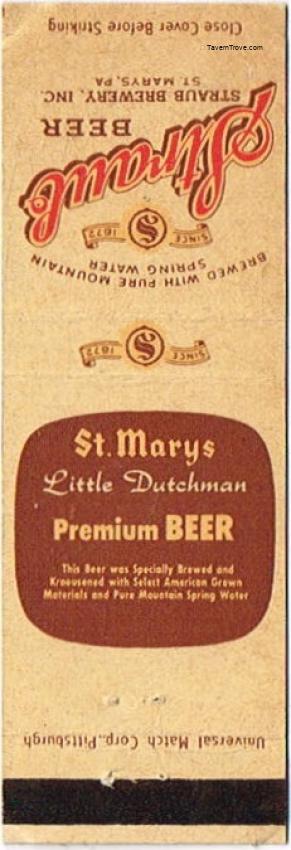 Close Cover Before Striking
TavernTrove.com
Straub
BEER
STRAUB BREWERY, INC.
ST. MARYS, PA.
BREWED WITH PURE MOUNTAIN
SPRING WATER
SINCE S 1872
SINCE S 1872
St. Marys
Little Dutchman
Premium BEER
This Beer was Specially Brewed and
Kraeusened with Select American Grown
Materials and Pure Mountain Spring Water
Universal Match Corp., Pittsburgh